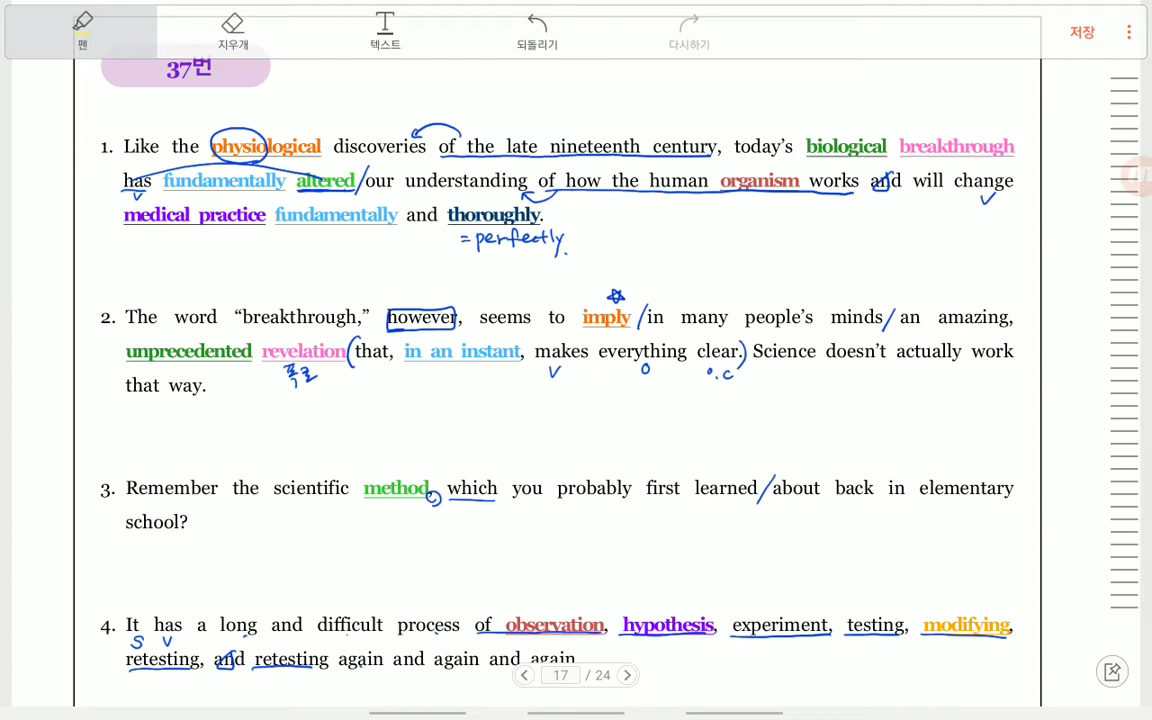 펜 지우개 텍스트 되돌리기 다시하기 저장
37번
1. Like the physiological discoveries of the late nineteenth century, today's biological breakthrough
has fundamentally altered our understanding of how the human organism works and will change
medical practice fundamentally and thoroughly.
= perfectly.
2. The word “breakthrough,” however, seems to imply in many people's minds an amazing,
unprecedented revelation that, in an instant, makes everything clear. Science doesn't actually work
폭로 V O O.C
that way.
3. Remember the scientific method, which you probably first learned about back in elementary
school?
4. It has a long and difficult process of observation, hypothesis, experiment, testing, modifying,
S V
retesting, and retesting again and again and again
17 / 24